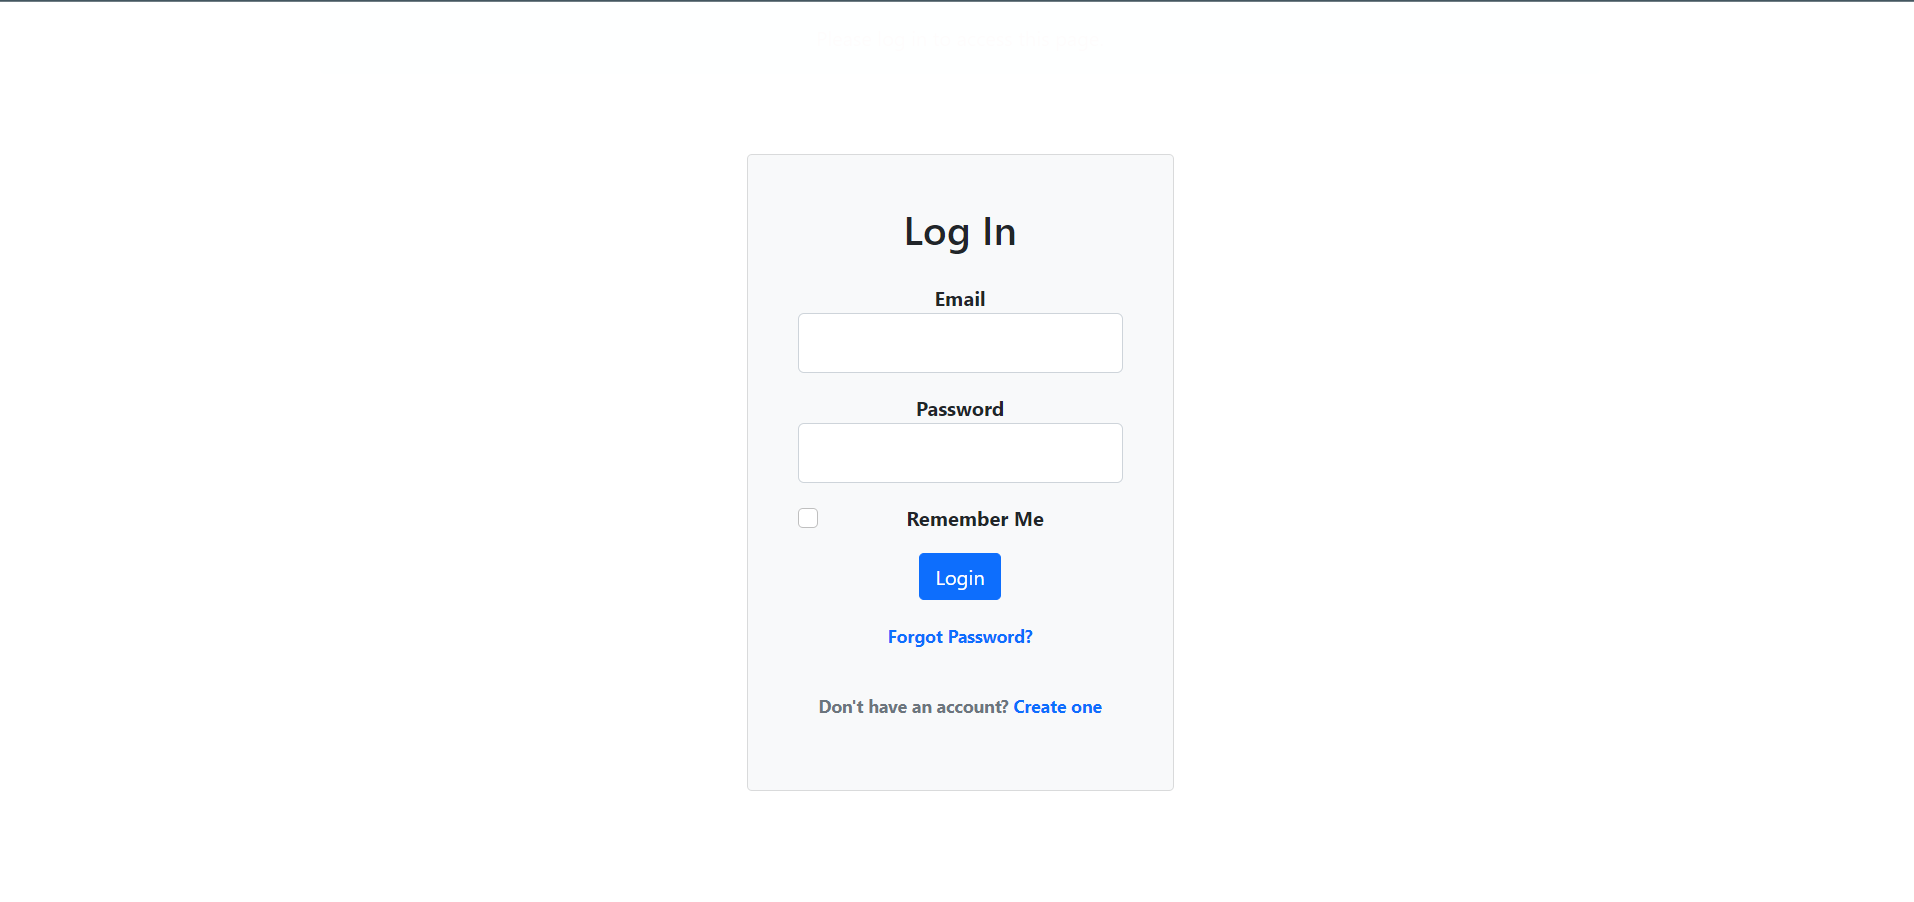 Log In
Email
Password
Remember Me
Login
Forgot Password?
Don't have an account? Create one